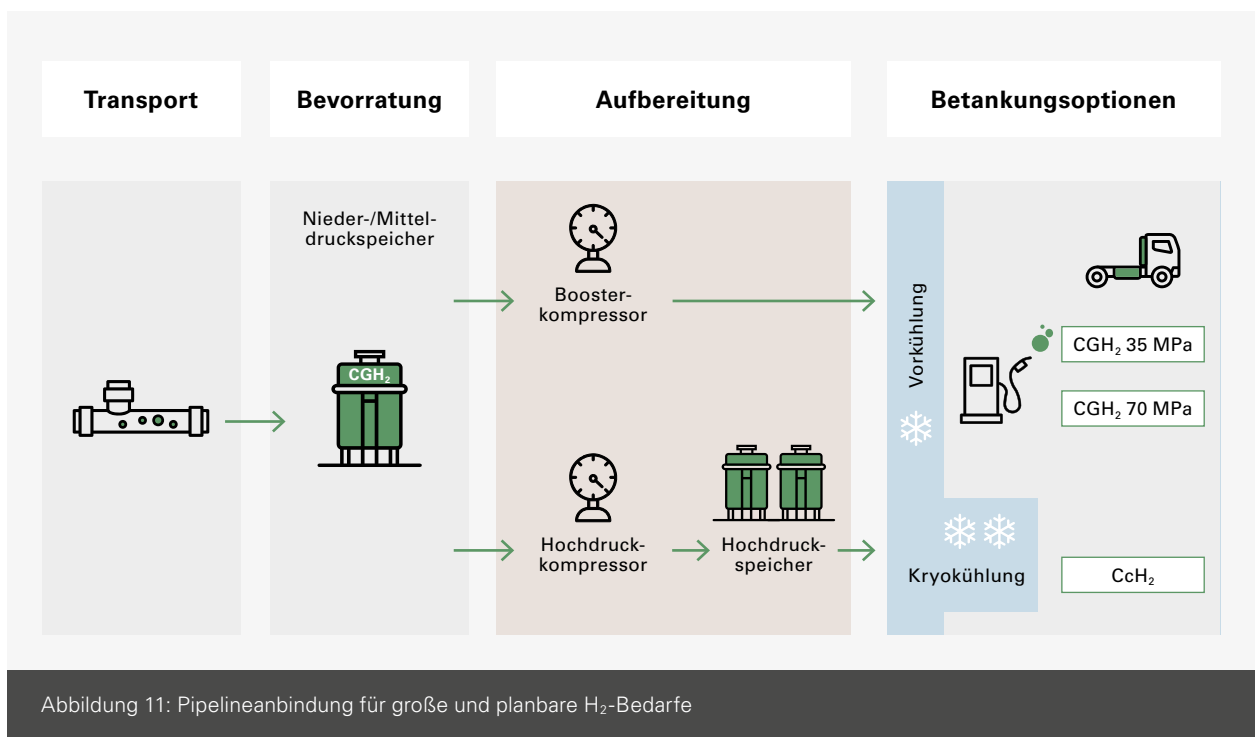 Transport
Bevorratung
Aufbereitung
Betankungsoptionen
Nieder-/Mittel-
druckspeicher
CGH₂
Booster-
kompressor
Hochdruck-
kompressor
Hochdruck-
speicher
Vorkühlung
CGH₂ 35 MPa
CGH₂ 70 MPa
Kryokühlung
CcH₂
Abbildung 11: Pipelineanbindung für große und planbare H₂-Bedarfe